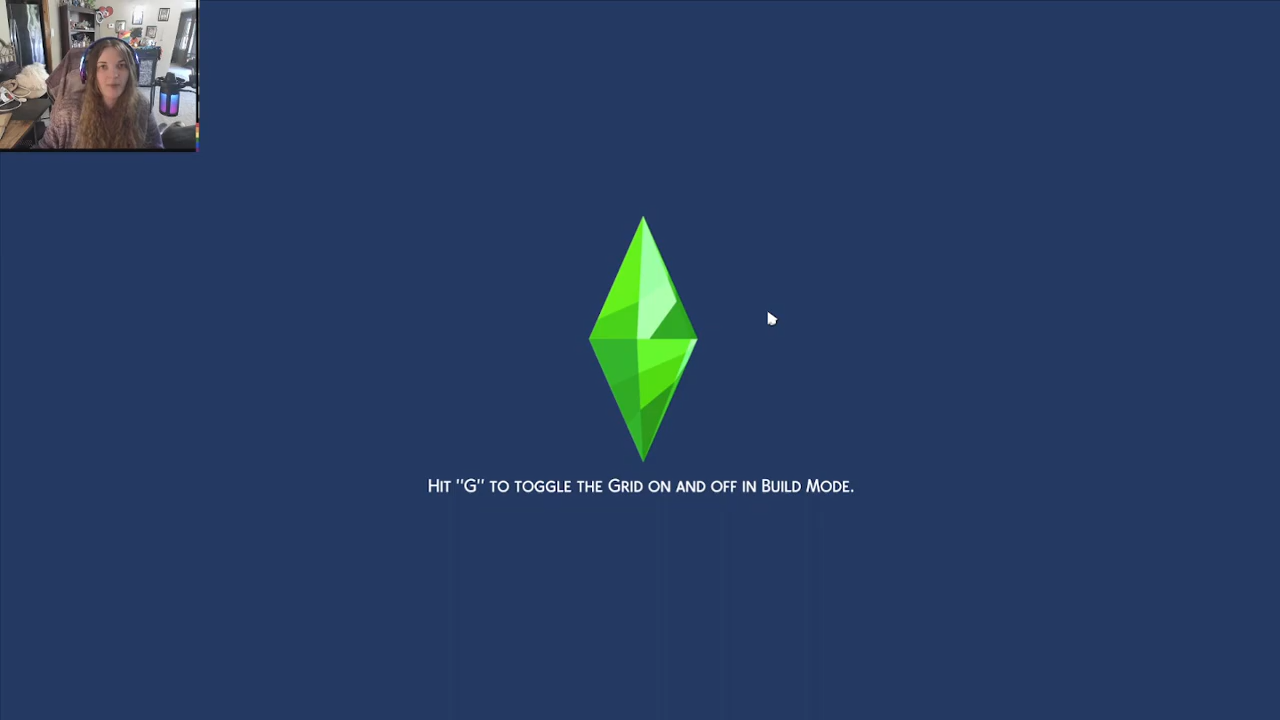 HIT "G" TO TOGGLE THE GRID ON AND OFF IN BUILD MODE.